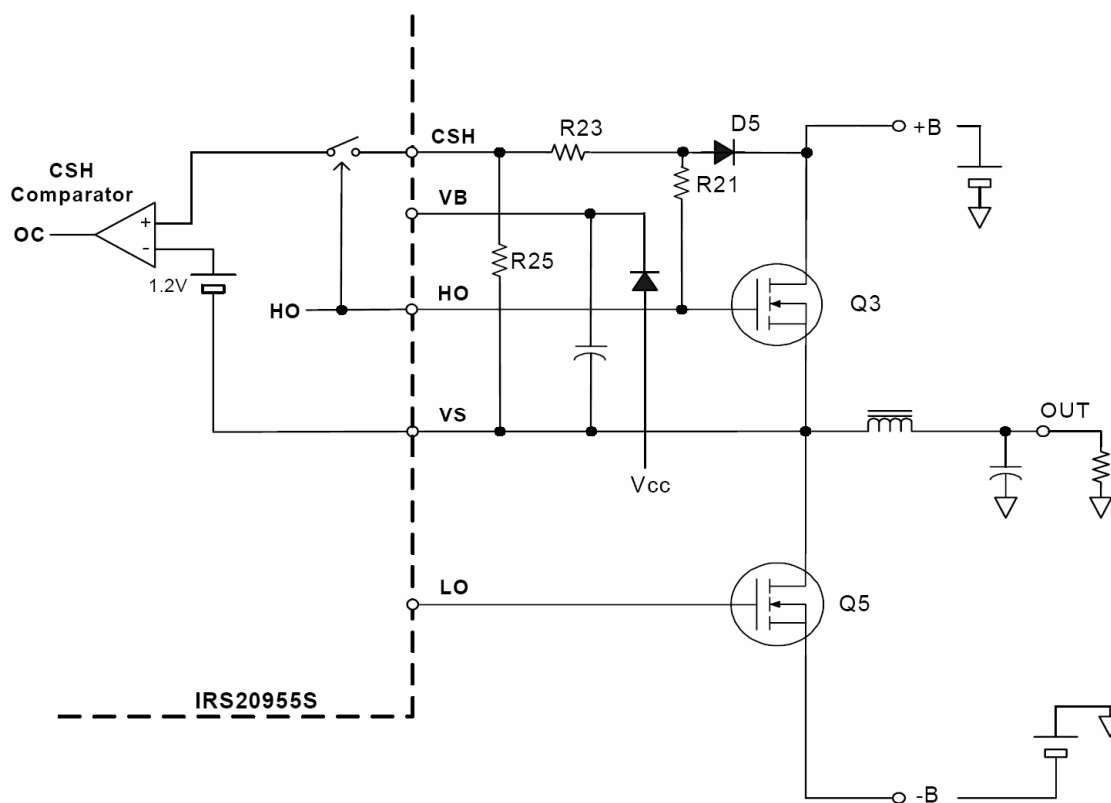 CSH
R23
D5
+B
CSH
Comparator
R21
VB
+
-
OC
R25
1.2V
HO
HO
Q3
VS
OUT
Vcc
LO
Q5
IRS20955S
-B